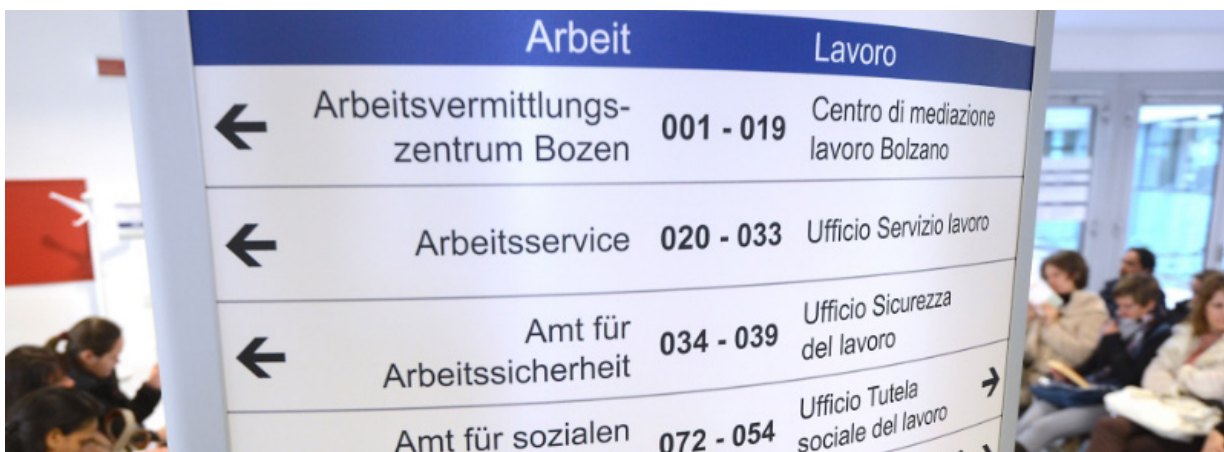 Arbeit Lavoro
Arbeitsvermittlungs-
zentrum Bozen
001 - 019
Centro di mediazione
lavoro Bolzano
Arbeitsservice 020 - 033 Ufficio Servizio lavoro
Amt für
Arbeitssicherheit
034 - 039
Ufficio Sicurezza
del lavoro
Amt für sozialen
072 - 054
Ufficio Tutela
sociale del lavoro